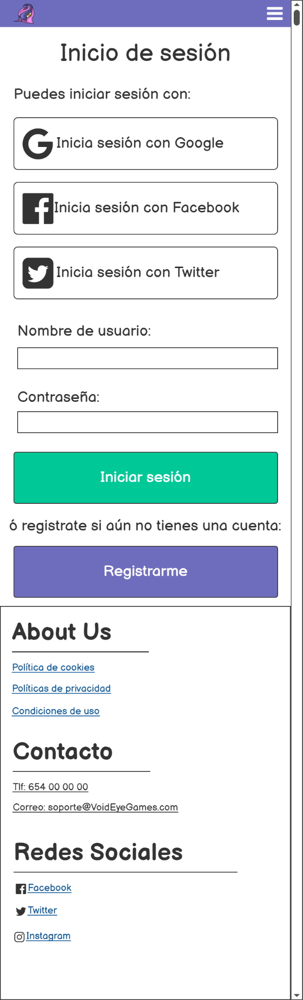 Inicio de sesión
Puedes iniciar sesión con:
Inicia sesión con Google
Inicia sesión con Facebook
Inicia sesión con Twitter
Nombre de usuario:
Contraseña:
Iniciar sesión
ó registrate si aún no tienes una cuenta:
Registrarme
About Us
Política de cookies
Políticas de privacidad
Condiciones de uso
Contacto
Tlf: 654 00 00 00
Correo: soporte@VoidEyeGames.com
Redes Sociales
Facebook
Twitter
Instagram